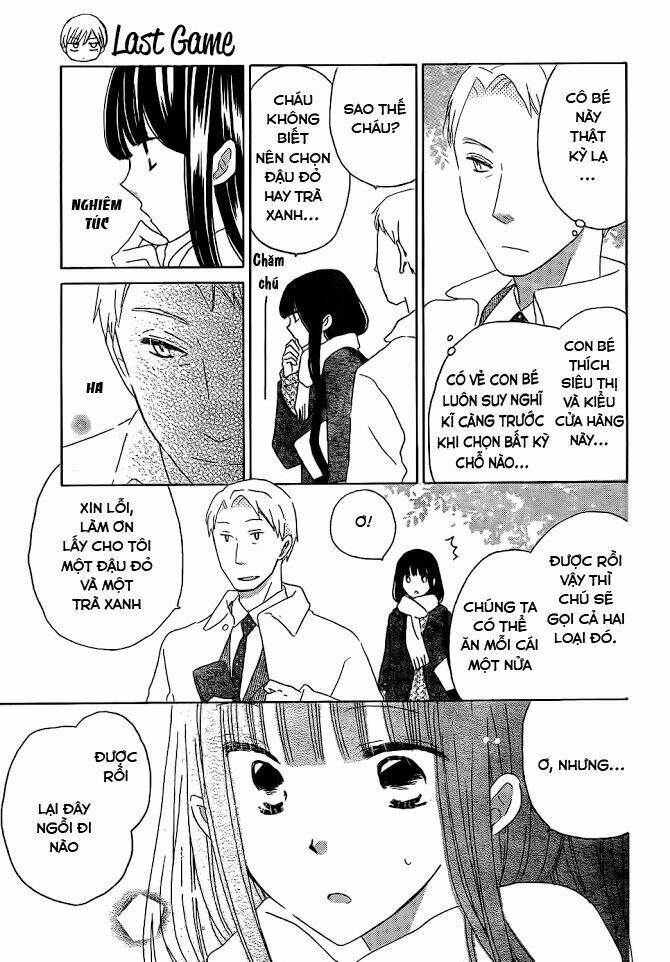 Last Game
CÔ BÉ
NÀY
THẬT
KỲ LẠ
...
CON BÉ
THÍCH
SIÊU THỊ
VÀ KIỂU
CỬA HÀNG
NÀY...
CÓ VẺ CON BÉ
LUÔN SUY NGHĨ
KĨ CÀNG TRƯỚC
KHI CHỌN BẤT KỲ
CHỖ NÀO...
SAO THẾ
CHÁU?
CHÁU
KHÔNG
BIẾT
NÊN CHỌN
ĐẬU ĐỎ
HAY TRÀ
XANH...
Chăm
chú
NGHIÊM
TÚC
HA
ĐƯỢC RỒI
VẬY THÌ
CHÚ SẼ
GỌI CẢ HAI
LOẠI ĐÓ.
CHÚNG TA
CÓ THỂ
ĂN MỖI CÁI
MỘT NỬA
Ơ!
XIN LỖI,
LÀM ƠN
LẤY CHO TÔI
MỘT ĐẬU ĐỎ
VÀ MỘT
TRÀ XANH
Ơ, NHƯNG...
ĐƯỢC
RỒI
LẠI ĐÂY
NGỒI ĐI
NÀO